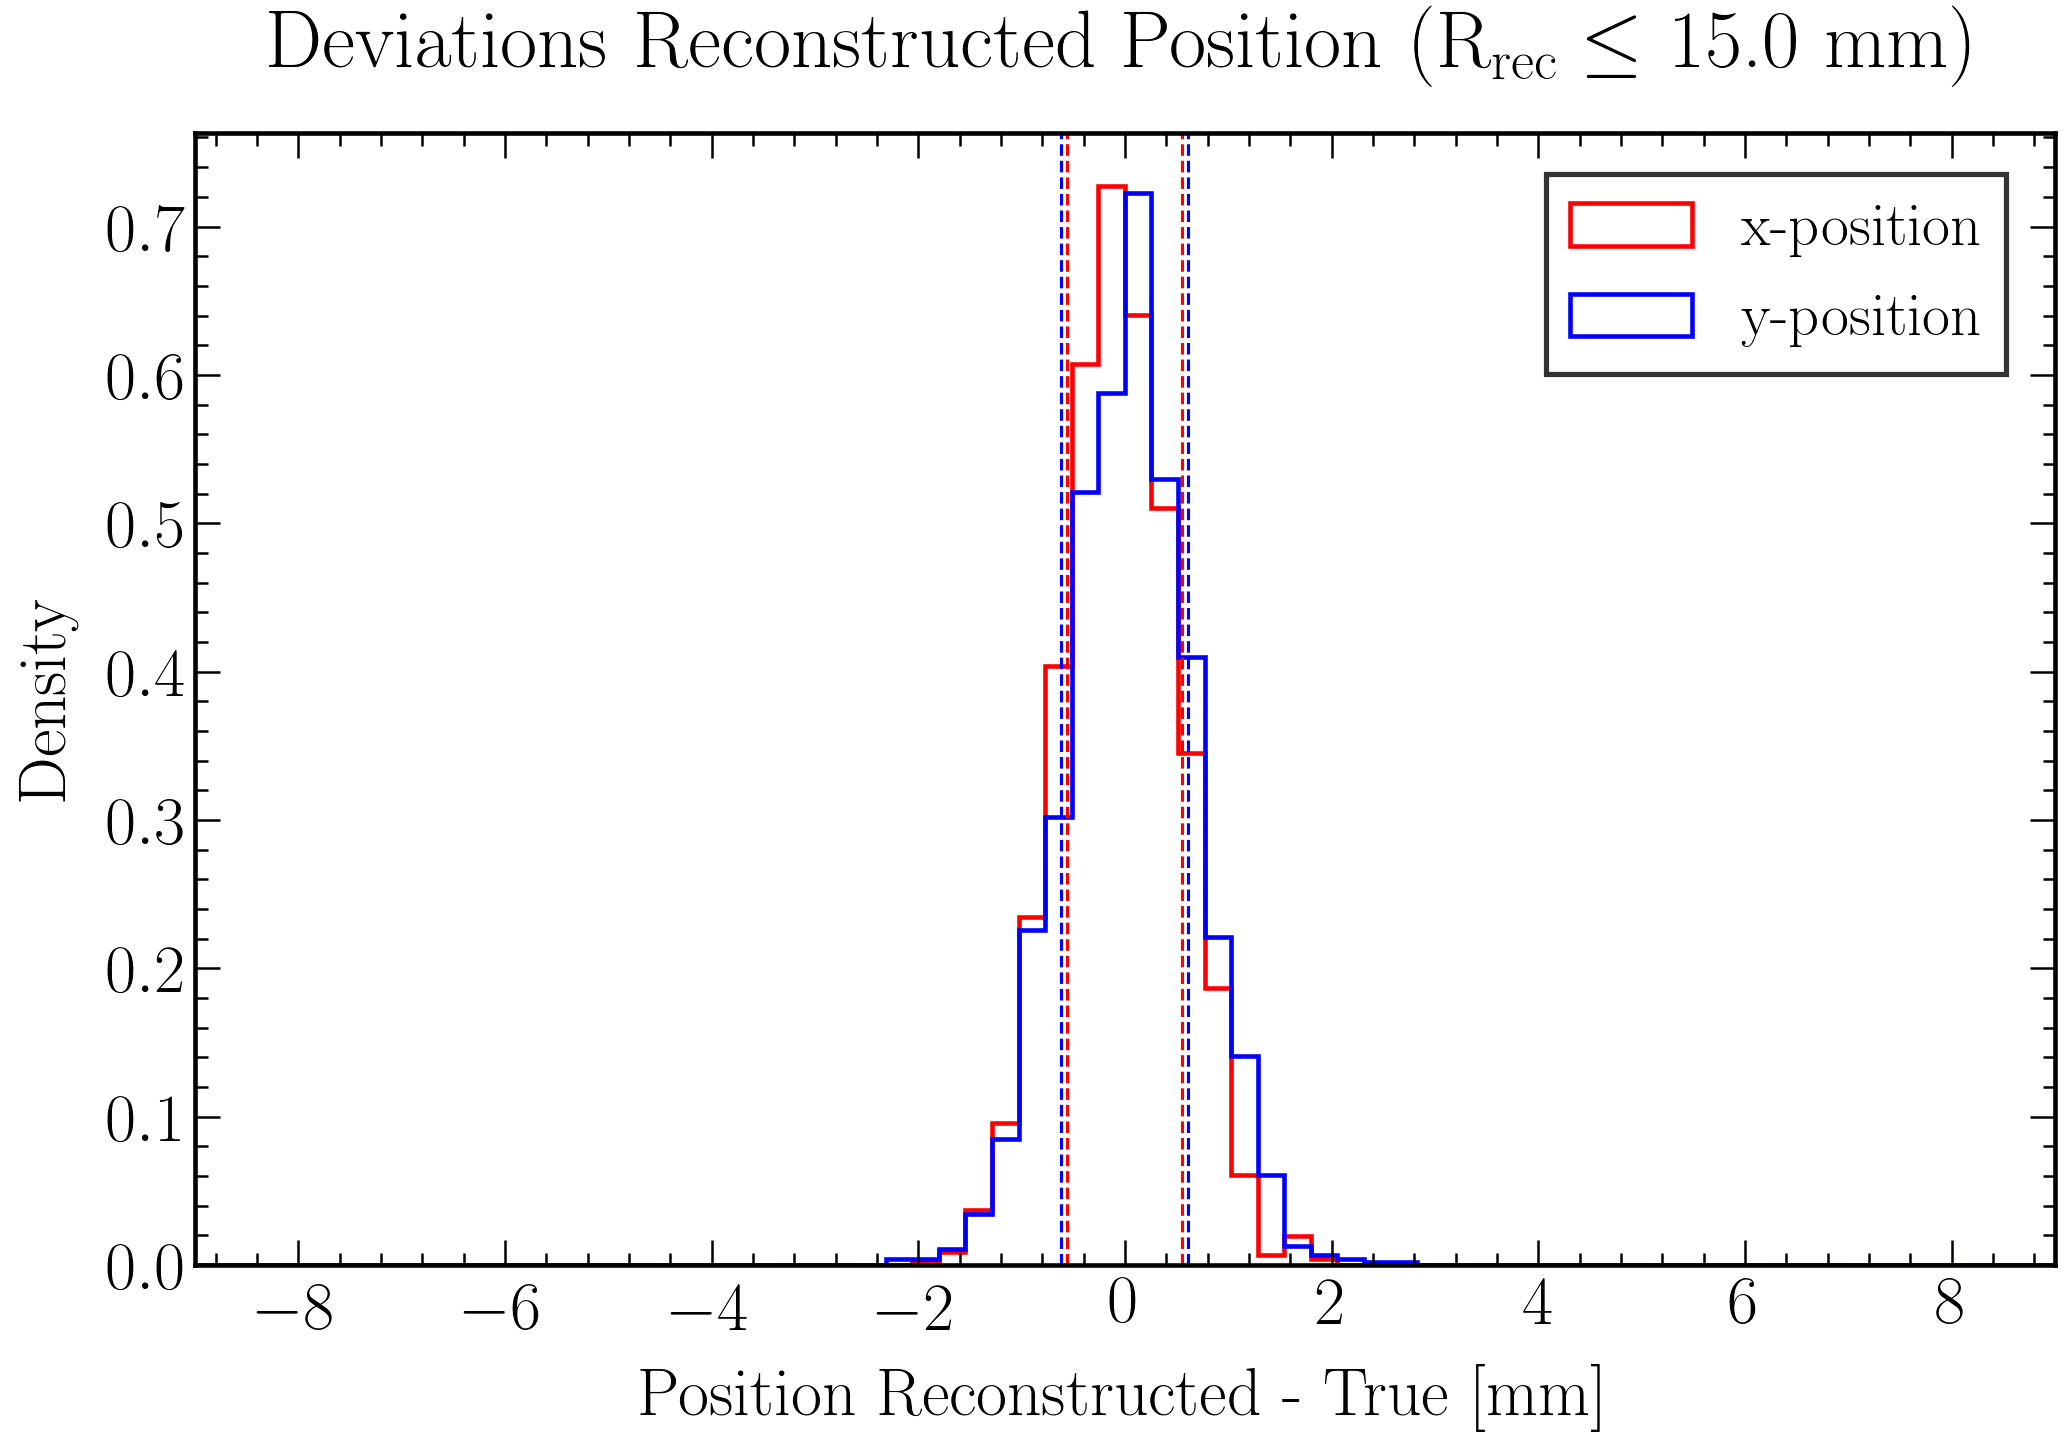 Deviations Reconstructed Position (R_rec ≤ 15.0 mm)
x-position
y-position
Density
0.7
0.6
0.5
0.4
0.3
0.2
0.1
0.0
−8 −6 −4 −2 0 2 4 6 8
Position Reconstructed - True [mm]